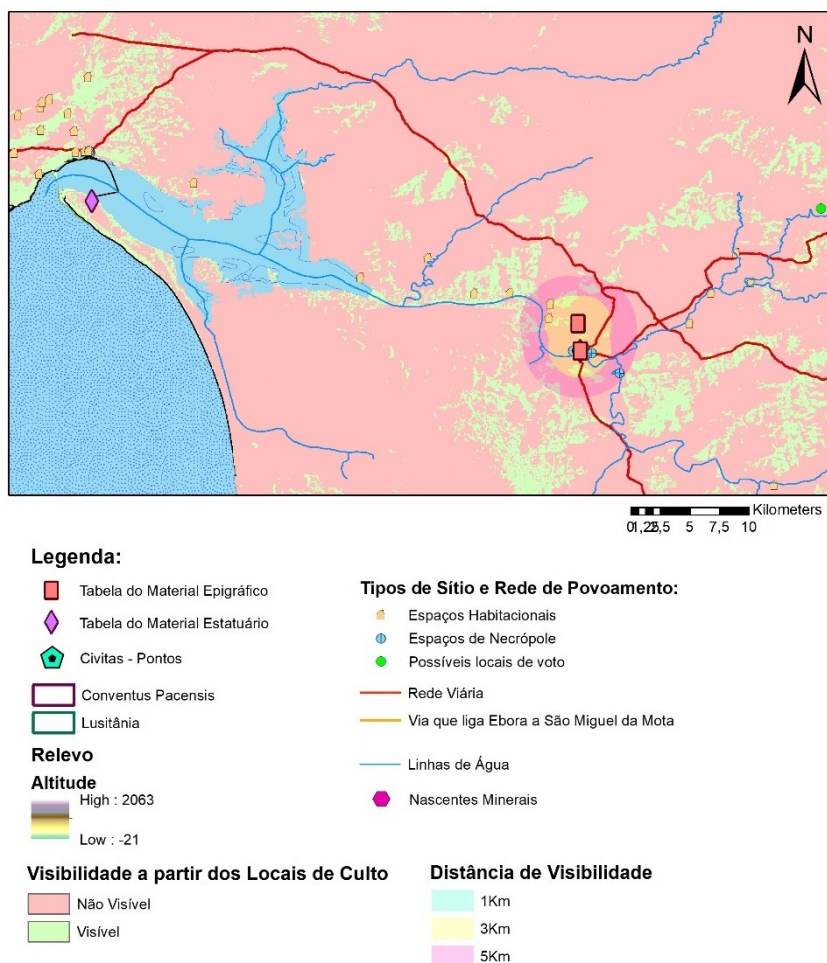 N
Kilometers
0 1,25 2,5 5 7,5 10
Legenda:
Tabela do Material Epigráfico
Tabela do Material Estatuário
Civitas - Pontos
Conventus Pacensis
Lusitânia
Relevo
Altitude
High : 2063
Low : -21
Tipos de Sítio e Rede de Povoamento:
Espaços Habitacionais
Espaços de Necrópole
Possíveis locais de voto
Rede Viária
Via que liga Ebora a São Miguel da Mota
Linhas de Água
Nascentes Minerais
Visibilidade a partir dos Locais de Culto
Não Visível
Visível
Distância de Visibilidade
1Km
3Km
5Km